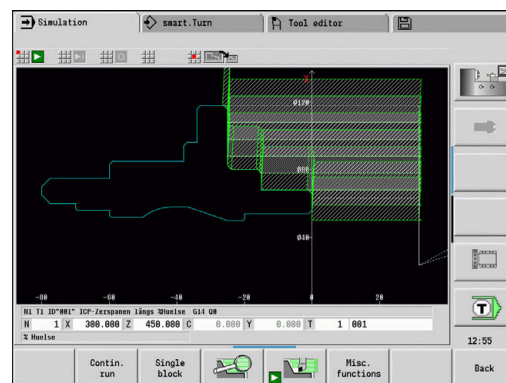 Simulation
smart.Turn
Tool editor
X
Ø120
Ø80
Ø40
-80 -60 -40 -20 0 20
N1 T1 ID"001" ICP-Zerspanen längs %Huelse G14 Q0
N 1 X 300.000 Z 450.000 C 0.000 Y 0.000 T 1 001
% Huelse
T
12:55
Contin. run
Single block
Misc. functions
Back